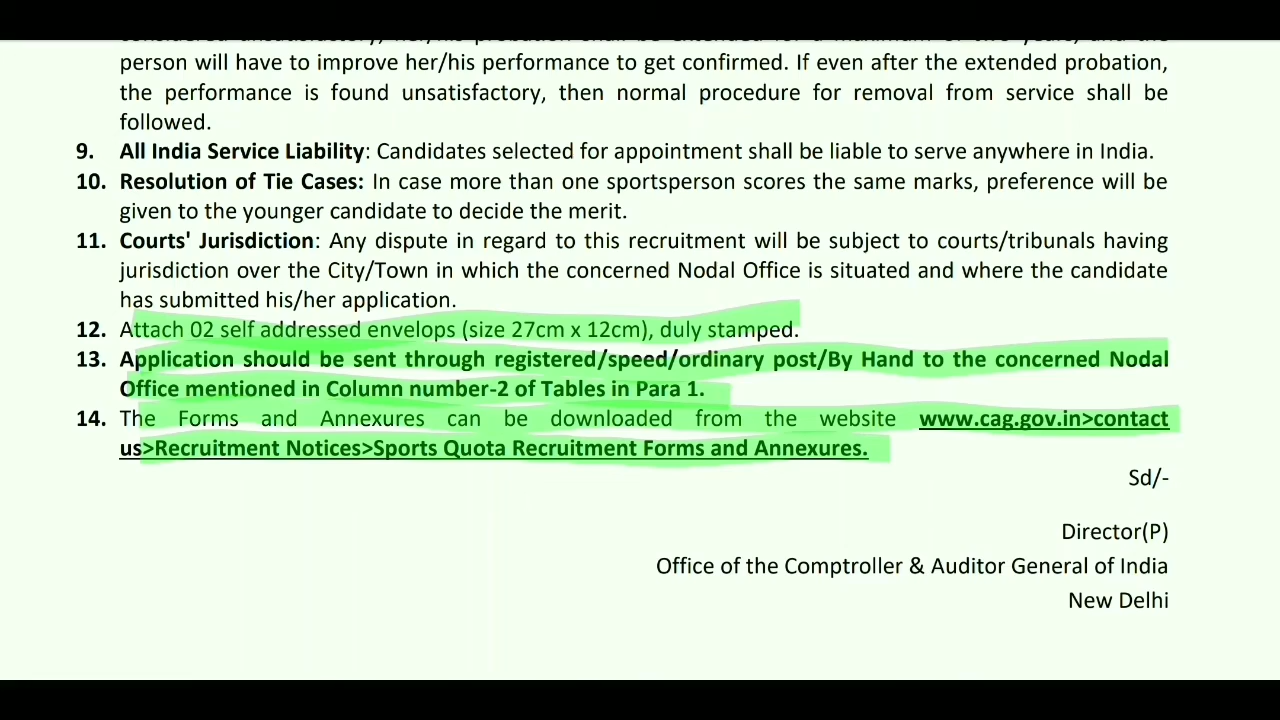 person will have to improve her/his performance to get confirmed. If even after the extended probation,
the performance is found unsatisfactory, then normal procedure for removal from service shall be
followed.
9. All India Service Liability: Candidates selected for appointment shall be liable to serve anywhere in India.
10. Resolution of Tie Cases: In case more than one sportsperson scores the same marks, preference will be
given to the younger candidate to decide the merit.
11. Courts' Jurisdiction: Any dispute in regard to this recruitment will be subject to courts/tribunals having
jurisdiction over the City/Town in which the concerned Nodal Office is situated and where the candidate
has submitted his/her application.
12. Attach 02 self addressed envelops (size 27cm x 12cm), duly stamped.
13. Application should be sent through registered/speed/ordinary post/By Hand to the concerned Nodal
Office mentioned in Column number-2 of Tables in Para 1.
14. The Forms and Annexures can be downloaded from the website www.cag.gov.in>contact
us>Recruitment Notices>Sports Quota Recruitment Forms and Annexures.
Sd/-
Director(P)
Office of the Comptroller & Auditor General of India
New Delhi